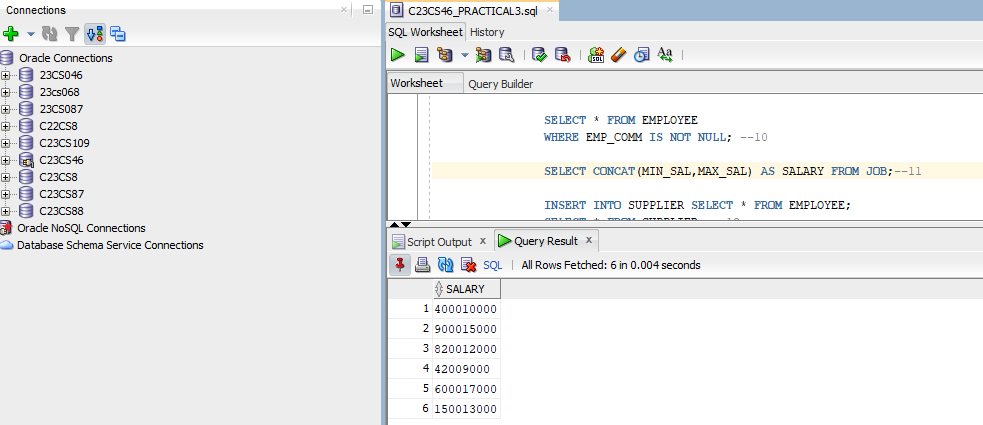 Connections
Oracle Connections
23CS046
23cs068
23CS087
C22CS8
C23CS109
C23CS46
C23CS8
C23CS87
C23CS88
Oracle NoSQL Connections
Database Schema Service Connections
C23CS46_PRACTICAL3.sql
SQL Worksheet History
Worksheet Query Builder
SELECT * FROM EMPLOYEE
WHERE EMP_COMM IS NOT NULL; --10
SELECT CONCAT(MIN_SAL,MAX_SAL) AS SALARY FROM JOB;--11
INSERT INTO SUPPLIER SELECT * FROM EMPLOYEE;
Script Output x Query Result x
SQL | All Rows Fetched: 6 in 0.004 seconds
SALARY
1 400010000
2 900015000
3 820012000
4 42009000
5 600017000
6 150013000